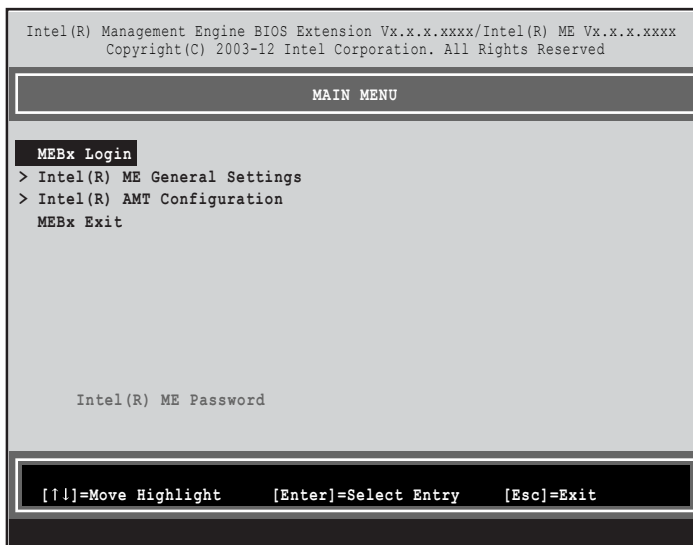 Intel(R) Management Engine BIOS Extension Vx.x.x.xxxx/Intel(R) ME Vx.x.x.xxxx
Copyright(C) 2003-12 Intel Corporation. All Rights Reserved
MAIN MENU
MEBx Login
> Intel(R) ME General Settings
> Intel(R) AMT Configuration
MEBx Exit
Intel(R) ME Password
[↑↓]=Move Highlight [Enter]=Select Entry [Esc]=Exit